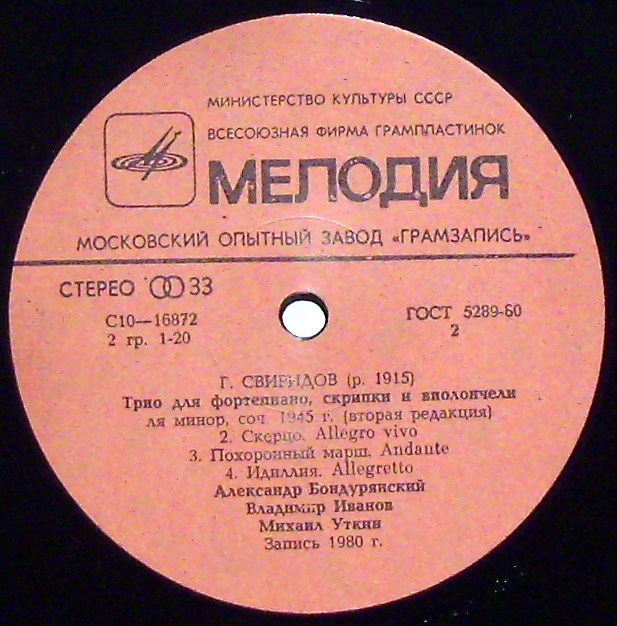 МИНИСТЕРСТВО КУЛЬТУРЫ СССР
ВСЕСОЮЗНАЯ ФИРМА ГРАМПЛАСТИНОК
МЕЛОДИЯ
МОСКОВСКИЙ ОПЫТНЫЙ ЗАВОД «ГРАМЗАПИСЬ»
СТЕРЕО 33
С10—16872
2 гр. 1-20
ГОСТ 5289-80
2
Г. СВИРИДОВ (р. 1915)
Трио для фортепиано, скрипки и виолончели
ля минор, соч. 1945 г. (вторая редакция)
2. Скерцо. Allegro vivo
3. Похоронный марш. Andante
4. Идиллия. Allegretto
Александр Бондурянский
Владимир Иванов
Михаил Уткин
Запись 1980 г.